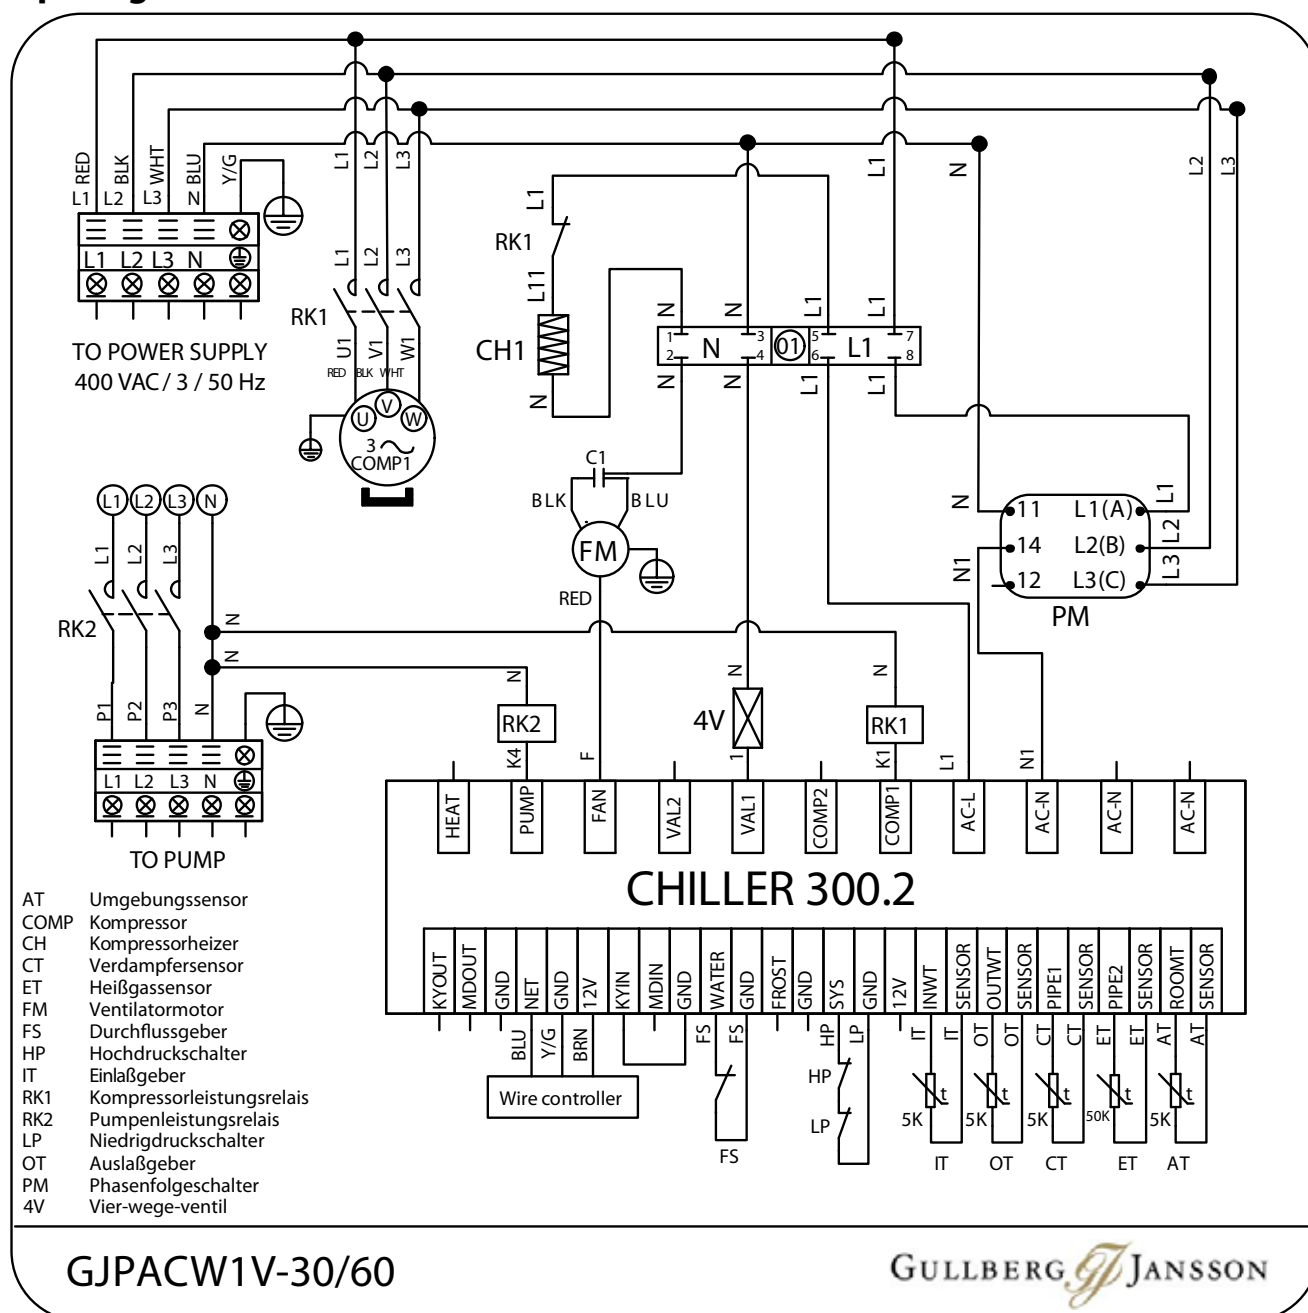 RED
BLK
WHT
BLU
Y/G
L1
L2
L3
N
L1 L2 L3 N
TO POWER SUPPLY
400 VAC / 3 / 50 Hz
L1
L2
L3
L1
L2
L3
RK1
U1
V1
W1
RED BLK WHT
U
V
W
3
COMP1
L1
RK1
L11
CH1
N
N
N
L1
L1
L1
N
L2
L3
1
2
N
3
4
01
5
6
L1
7
8
N
N
L1
L1
C1
BLK
BLU
FM
RED
N
N1
11
14
12
L1(A)
L2(B)
L3(C)
L1
L2
L3
PM
L1
L2
L3
N
L1
L2
L3
RK2
N
N
P1
P2
P3
N
L1 L2 L3 N
TO PUMP
N
RK2
K4
F
N
4V
1
N
RK1
K1
L1
N1
HEAT
PUMP
FAN
VAL2
VAL1
COMP2
COMP1
AC-L
AC-N
AC-N
AC-N
CHILLER 300.2
KYOUT
MDOUT
GND
NET
GND
12V
KYIN
MDIN
GND
WATER
GND
FROST
GND
SYS
GND
12V
INWT
SENSOR
OUTWT
SENSOR
PIPE1
SENSOR
PIPE2
SENSOR
ROOMT
SENSOR
BLU
Y/G
BRN
Wire controller
FS
FS
FS
HP
LP
HP
LP
IT
IT
OT
OT
CT
CT
ET
ET
AT
AT
t
t
t
t
t
5K
5K
5K
50K
5K
IT
OT
CT
ET
AT
AT Umgebungssensor
COMP Kompressor
CH Kompressorheizer
CT Verdampfersensor
ET Heißgassensor
FM Ventilatormotor
FS Durchflussgeber
HP Hochdruckschalter
IT Einlaßgeber
RK1 Kompressorleistungsrelais
RK2 Pumpenleistungsrelais
LP Niedrigdruckschalter
OT Auslaßgeber
PM Phasenfolgeschalter
4V Vier-wege-ventil
GJPACW1V-30/60
GULLBERG GJ JANSSON